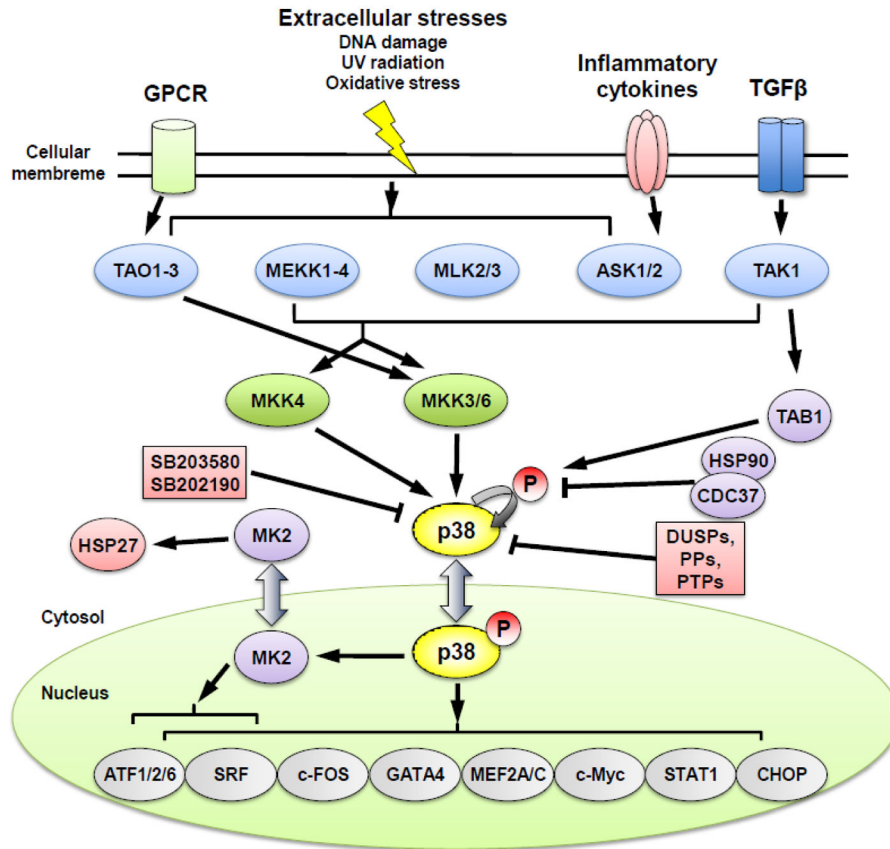 Extracellular stresses
DNA damage
UV radiation
Oxidative stress
GPCR
Inflammatory
cytokines
TGFβ
Cellular
membreme
TAO1-3
MEKK1-4
MLK2/3
ASK1/2
TAK1
MKK4
MKK3/6
TAB1
SB203580
SB202190
P
HSP90
CDC37
HSP27
MK2
p38
DUSPs,
PPs,
PTPs
Cytosol
P
MK2
p38
Nucleus
ATF1/2/6
SRF
c-FOS
GATA4
MEF2A/C
c-Myc
STAT1
CHOP